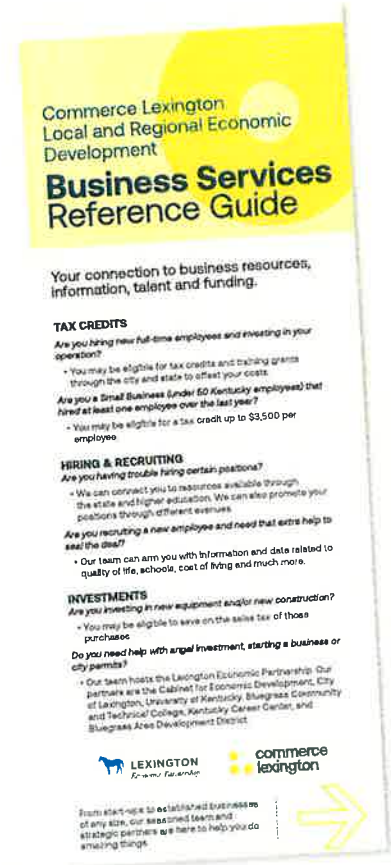 Commerce Lexington
Local and Regional Economic
Development
Business Services
Reference Guide
Your connection to business resources,
information, talent and funding.
TAX CREDITS
Are you hiring new full-time employees and investing in your
operation?
• You may be eligible for tax credits and training grants
through the city and state to offset your costs
Are you a Small Business (under 50 Kentucky employees) that
hired at least one employee over the last year?
• You may be eligible for a tax credit up to $3,500 per
employee
HIRING & RECRUITING
Are you having trouble hiring certain positions?
• We can connect you to resources available through
the state and higher education. We can also promote your
positions through different avenues
Are you recruiting a new employee and need that extra help to
seal the deal?
• Our team can arm you with information and data related to
quality of life, schools, cost of living and much more.
INVESTMENTS
Are you investing in new equipment and/or new construction?
• You may be eligible to save on the sales tax of those
purchases
Do you need help with angel investment, starting a business or
city permits?
• Our team hosts the Lexington Economic Partnership. Our
partners are the Cabinet for Economic Development, City
of Lexington, University of Kentucky, Bluegrass Community
and Technical College, Kentucky Career Center, and
Bluegrass Area Development District
LEXINGTON
Economic Partnership
commerce
lexington
From start-ups to established businesses
of any size, our seasoned team and
strategic partners are here to help you do
amazing things.